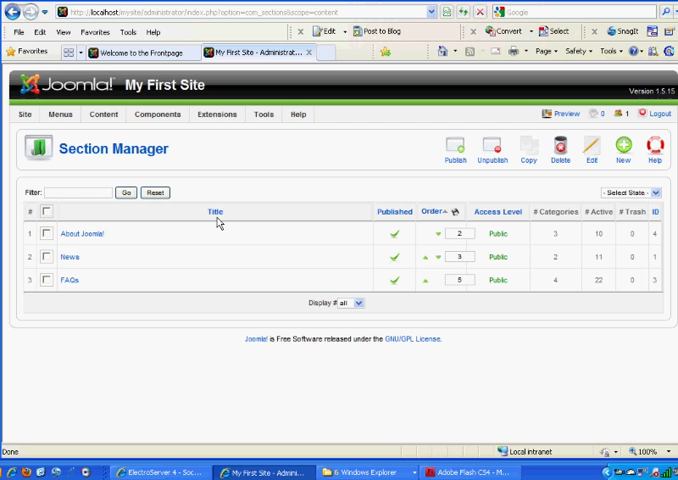 http://localhost/mysite/administrator/index.php?option=com_sections&scope=content
Google
File Edit View Favorites Tools Help
Edit Post to Blog Convert Select SnagIt
Favorites Welcome to the Frontpage My First Site - Administrat... Page Safety Tools
Joomla! My First Site
Version 1.5.15
Site Menus Content Components Extensions Tools Help Preview 0 1 Logout
Section Manager
Publish Unpublish Copy Delete Edit New Help
Filter: Go Reset - Select State -
# Title Published Order Access Level # Categories # Active # Trash ID
1 About Joomla! 2 Public 3 10 0 4
2 News 3 Public 2 11 0 1
3 FAQs 5 Public 4 22 0 3
Display # all
Joomla! is Free Software released under the GNU/GPL License.
Done Local intranet 100%
ElectroServer 4 - Soc... My First Site - Admini... 6 Windows Explorer Adobe Flash CS4 - M...